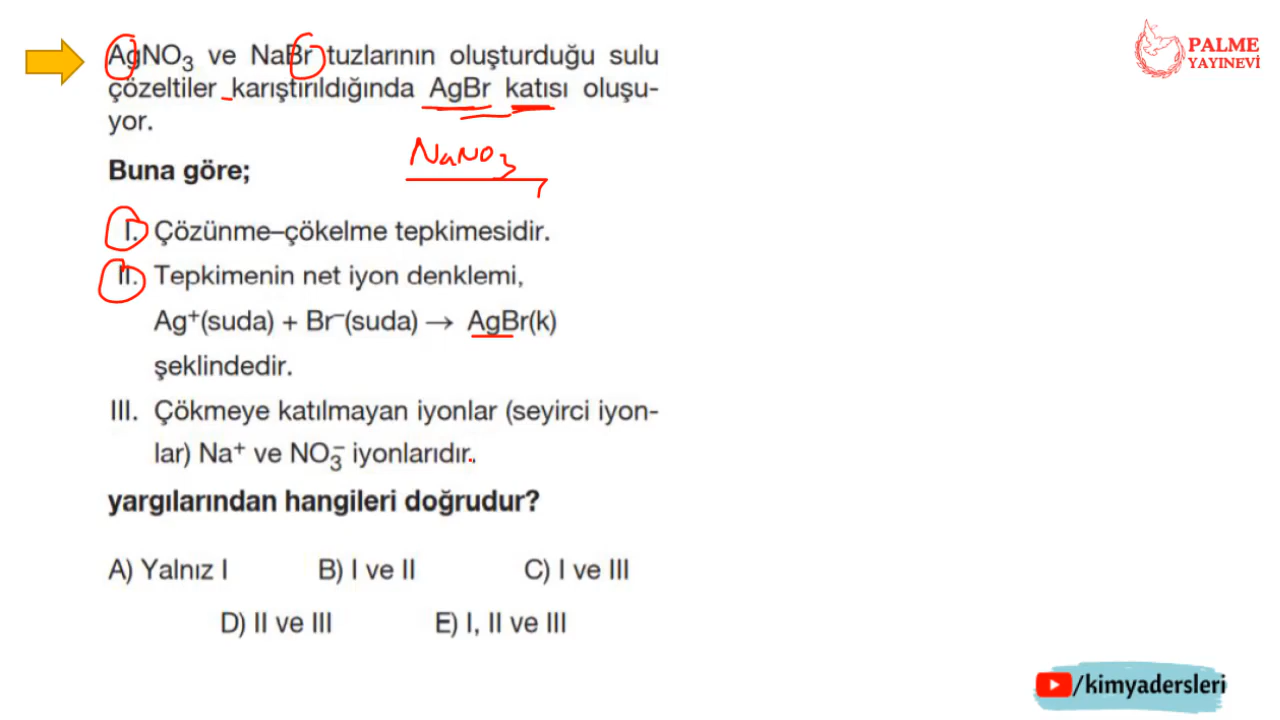 AgNO₃ ve NaBr tuzlarının oluşturduğu sulu
çözeltiler karıştırıldığında AgBr katısı oluşu-
yor.
NaNO₃
Buna göre;
I. Çözünme–çökelme tepkimesidir.
II. Tepkimenin net iyon denklemi,
Ag⁺(suda) + Br⁻(suda) → AgBr(k)
şeklindedir.
III. Çökmeye katılmayan iyonlar (seyirci iyon-
lar) Na⁺ ve NO₃⁻ iyonlarıdır.
yargılarından hangileri doğrudur?
A) Yalnız I B) I ve II C) I ve III
D) II ve III E) I, II ve III
PALME
YAYINEVİ
/kimyadersleri